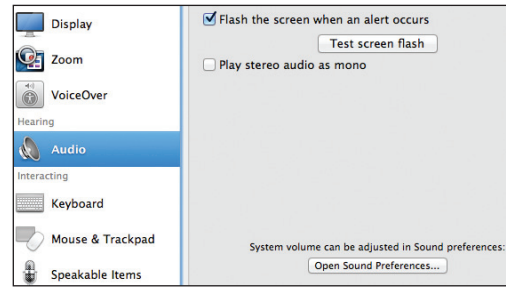 Display
Zoom
VoiceOver
Hearing
Audio
Interacting
Keyboard
Mouse & Trackpad
Speakable Items
Flash the screen when an alert occurs
Test screen flash
Play stereo audio as mono
System volume can be adjusted in Sound preferences:
Open Sound Preferences...